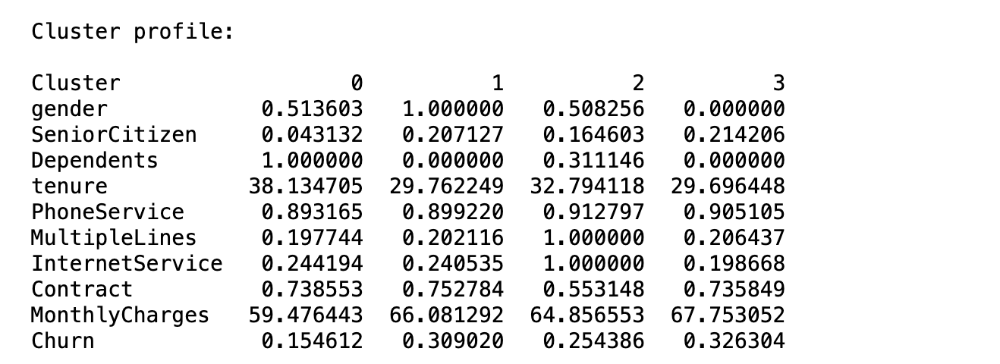 Cluster profile:
Cluster 0 1 2 3
gender 0.513603 1.000000 0.508256 0.000000
SeniorCitizen 0.043132 0.207127 0.164603 0.214206
Dependents 1.000000 0.000000 0.311146 0.000000
tenure 38.134705 29.762249 32.794118 29.696448
PhoneService 0.893165 0.899220 0.912797 0.905105
MultipleLines 0.197744 0.202116 1.000000 0.206437
InternetService 0.244194 0.240535 1.000000 0.198668
Contract 0.738553 0.752784 0.553148 0.735849
MonthlyCharges 59.476443 66.081292 64.856553 67.753052
Churn 0.154612 0.309020 0.254386 0.326304